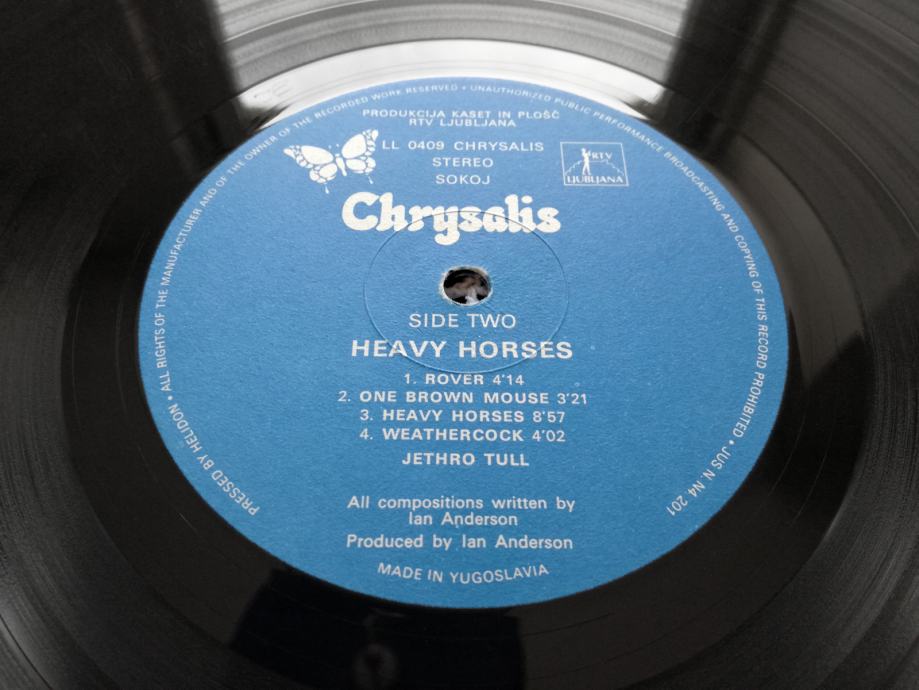 PRESSED BY HELIDON • ALL RIGHTS OF THE MANUFACTURER AND OF THE OWNER OF THE RECORDED WORK RESERVED • UNAUTHORIZED PUBLIC PERFORMANCE BROADCASTING AND COPYING OF THIS RECORD PROHIBITED • JUS N. N4 201
PRODUKCIJA KASET IN PLOŠČ
RTV LJUBLJANA
LL 0409 CHRYSALIS
STEREO
SOKOJ
RTV
LJUBLJANA
Chrysalis
SIDE TWO
HEAVY HORSES
1. ROVER 4'14
2. ONE BROWN MOUSE 3'21
3. HEAVY HORSES 8'57
4. WEATHERCOCK 4'02
JETHRO TULL
All compositions written by
Ian Anderson
Produced by Ian Anderson
MADE IN YUGOSLAVIA